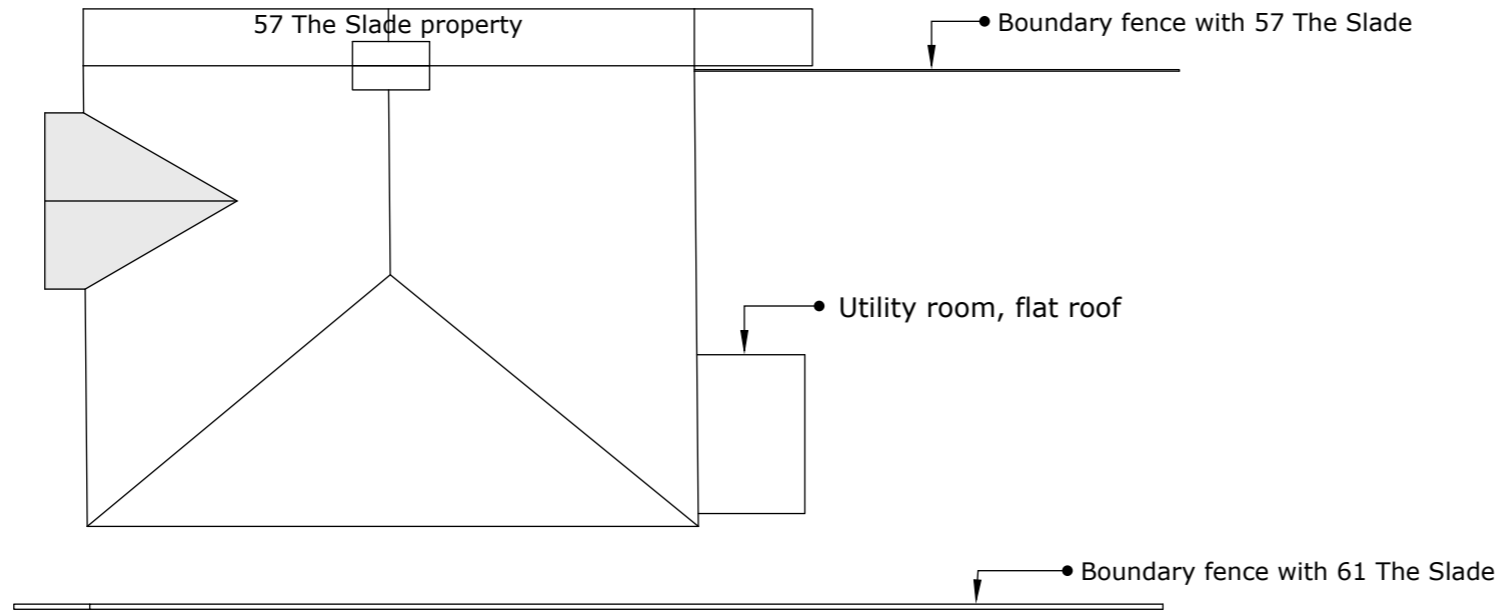 57 The Slade property
Boundary fence with 57 The Slade
Utility room, flat roof
Boundary fence with 61 The Slade